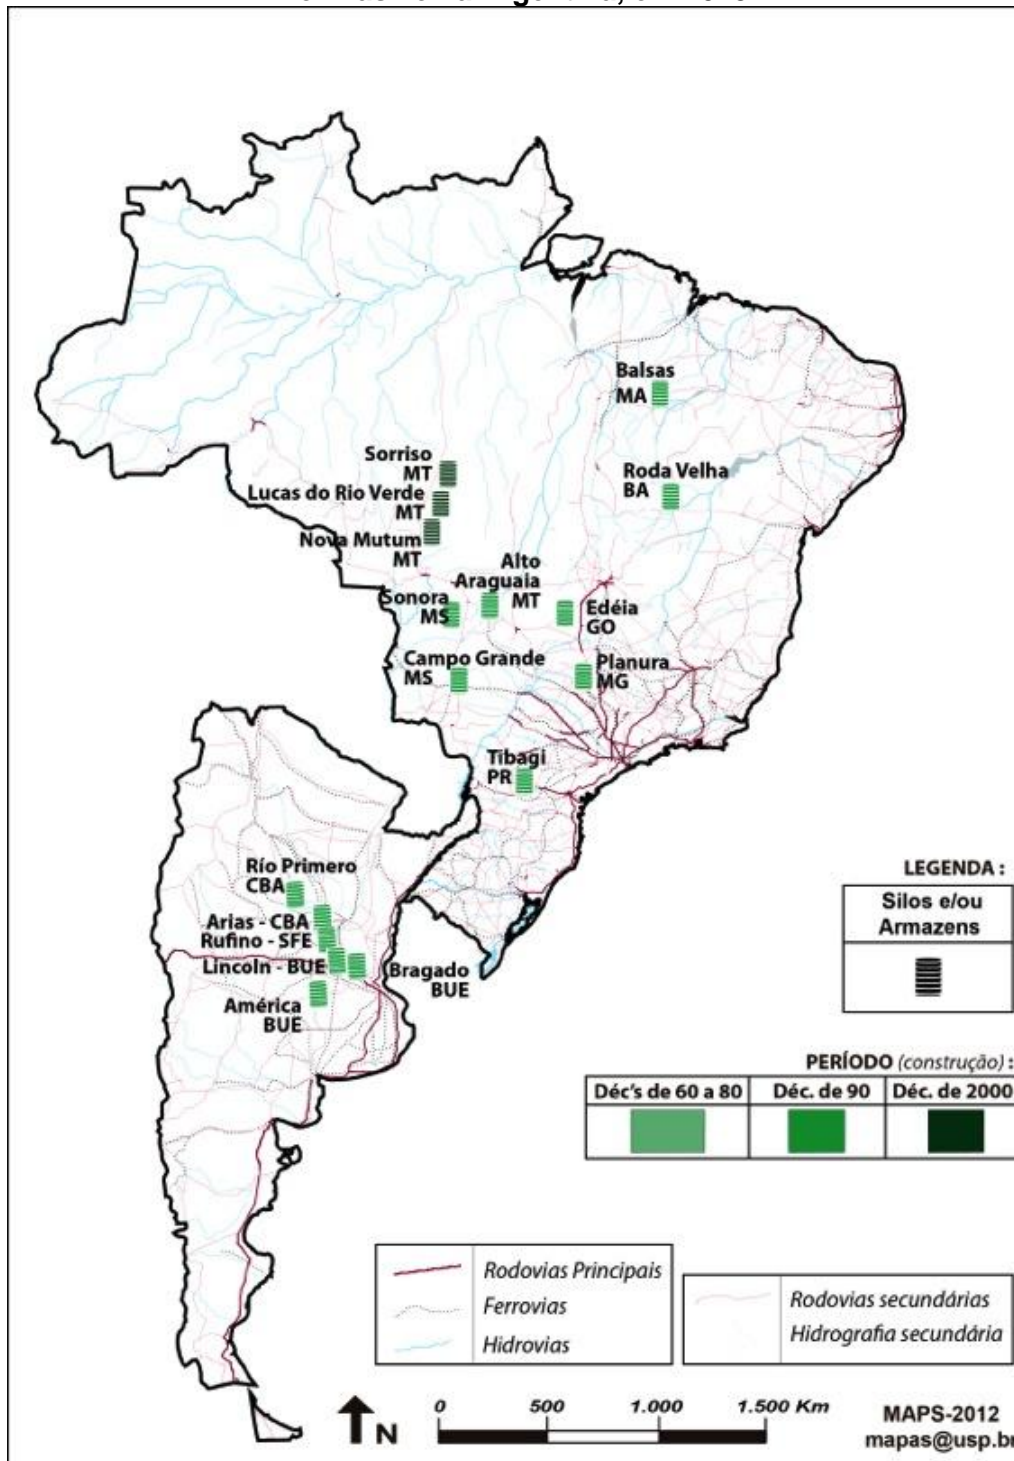 Balsas
MA
Sorriso
MT
Roda Velha
BA
Lucas do Rio Verde
MT
Nova Mutum
MT
Alto
Araguaia
MT
Sonora
MS
Edéia
GO
Campo Grande
MS
Planura
MG
Tibagi
PR
Río Primero
CBA
Arias - CBA
Rufino - SFE
Lincoln - BUE
Bragado
BUE
América
BUE
LEGENDA :
Silos e/ou
Armazens
PERÍODO (construção) :
Déc's de 60 a 80 Déc. de 90 Déc. de 2000
Rodovias Principais
Ferrovias
Hidrovias
Rodovias secundárias
Hidrografia secundária
N
0 500 1.000 1.500 Km
MAPS-2012
mapas@usp.br